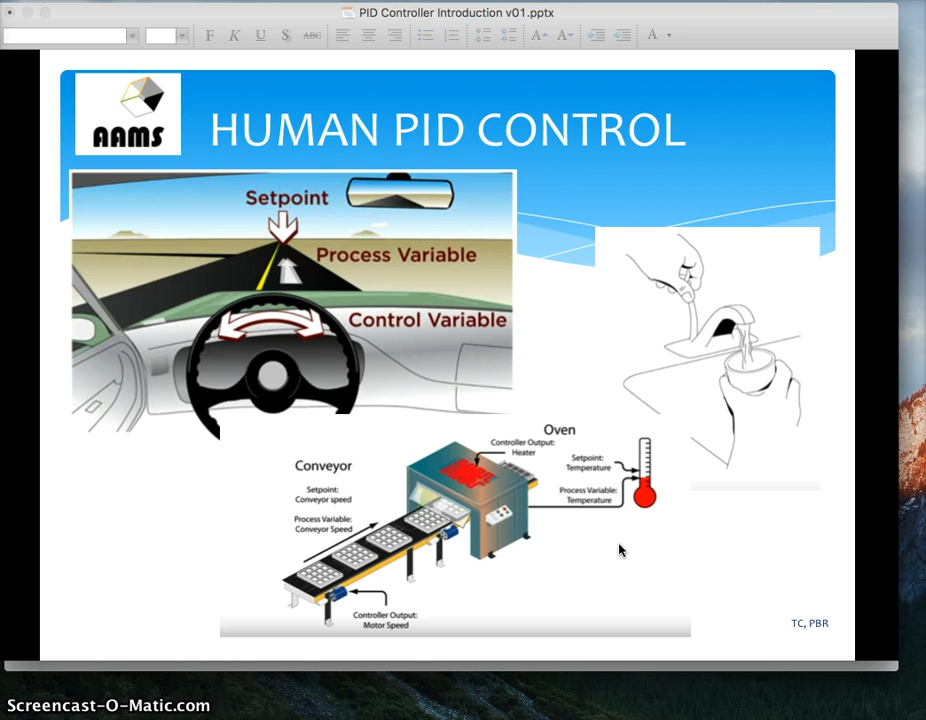 PID Controller Introduction v01.pptx
F K U S ABC A A A
AAMS
HUMAN PID CONTROL
Setpoint
Process Variable
Control Variable
Oven
Controller Output:
Heater
Setpoint:
Temperature
Process Variable:
Temperature
Conveyor
Setpoint:
Conveyor speed
Process Variable:
Conveyor Speed
Controller Output:
Motor Speed
TC, PBR
Screencast-O-Matic.com